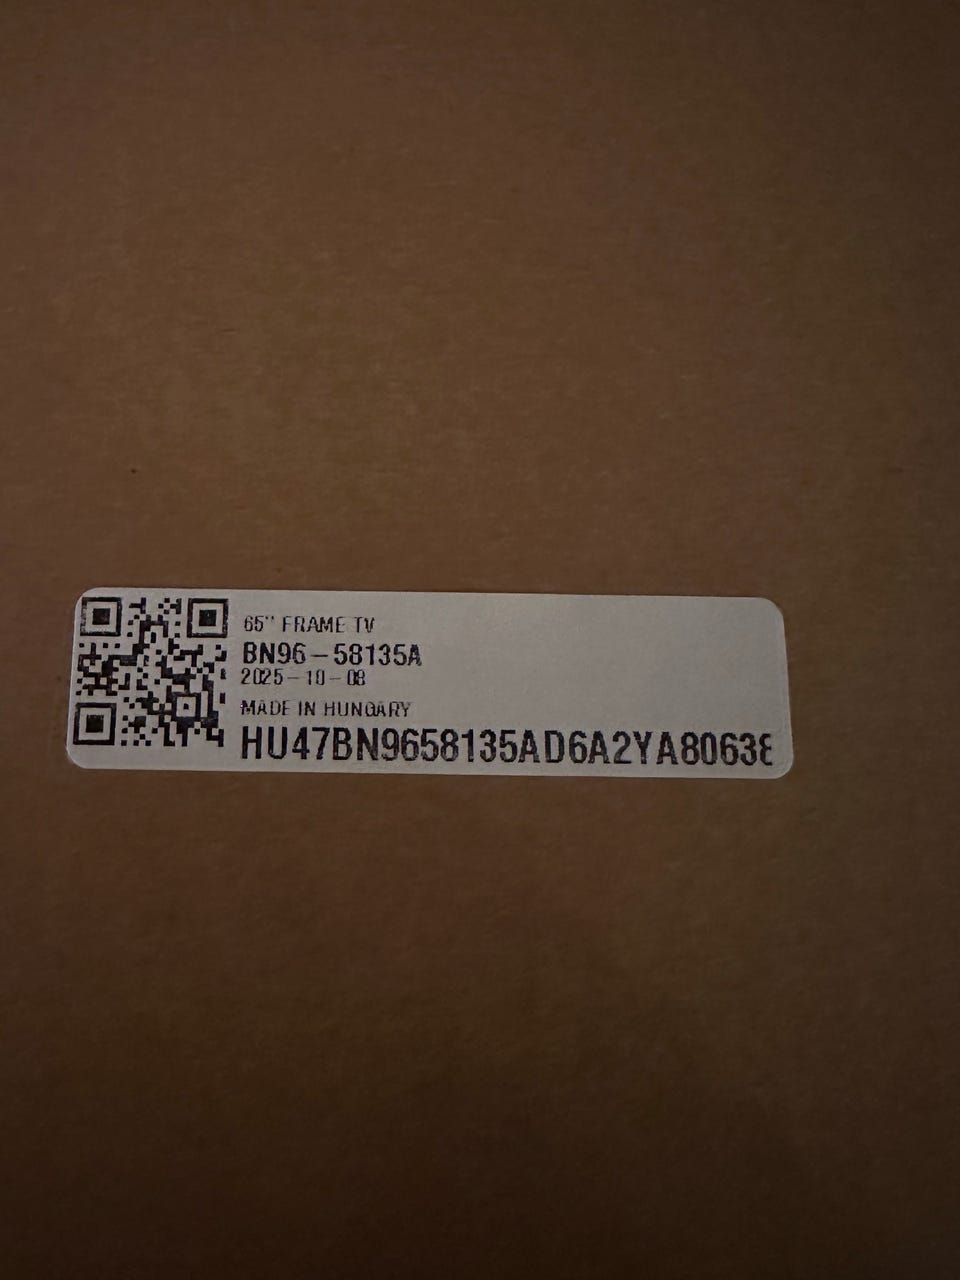 65" FRAME TV
BN96-58135A
2025-10-08
MADE IN HUNGARY
HU47BN9658135AD6A2YA8063